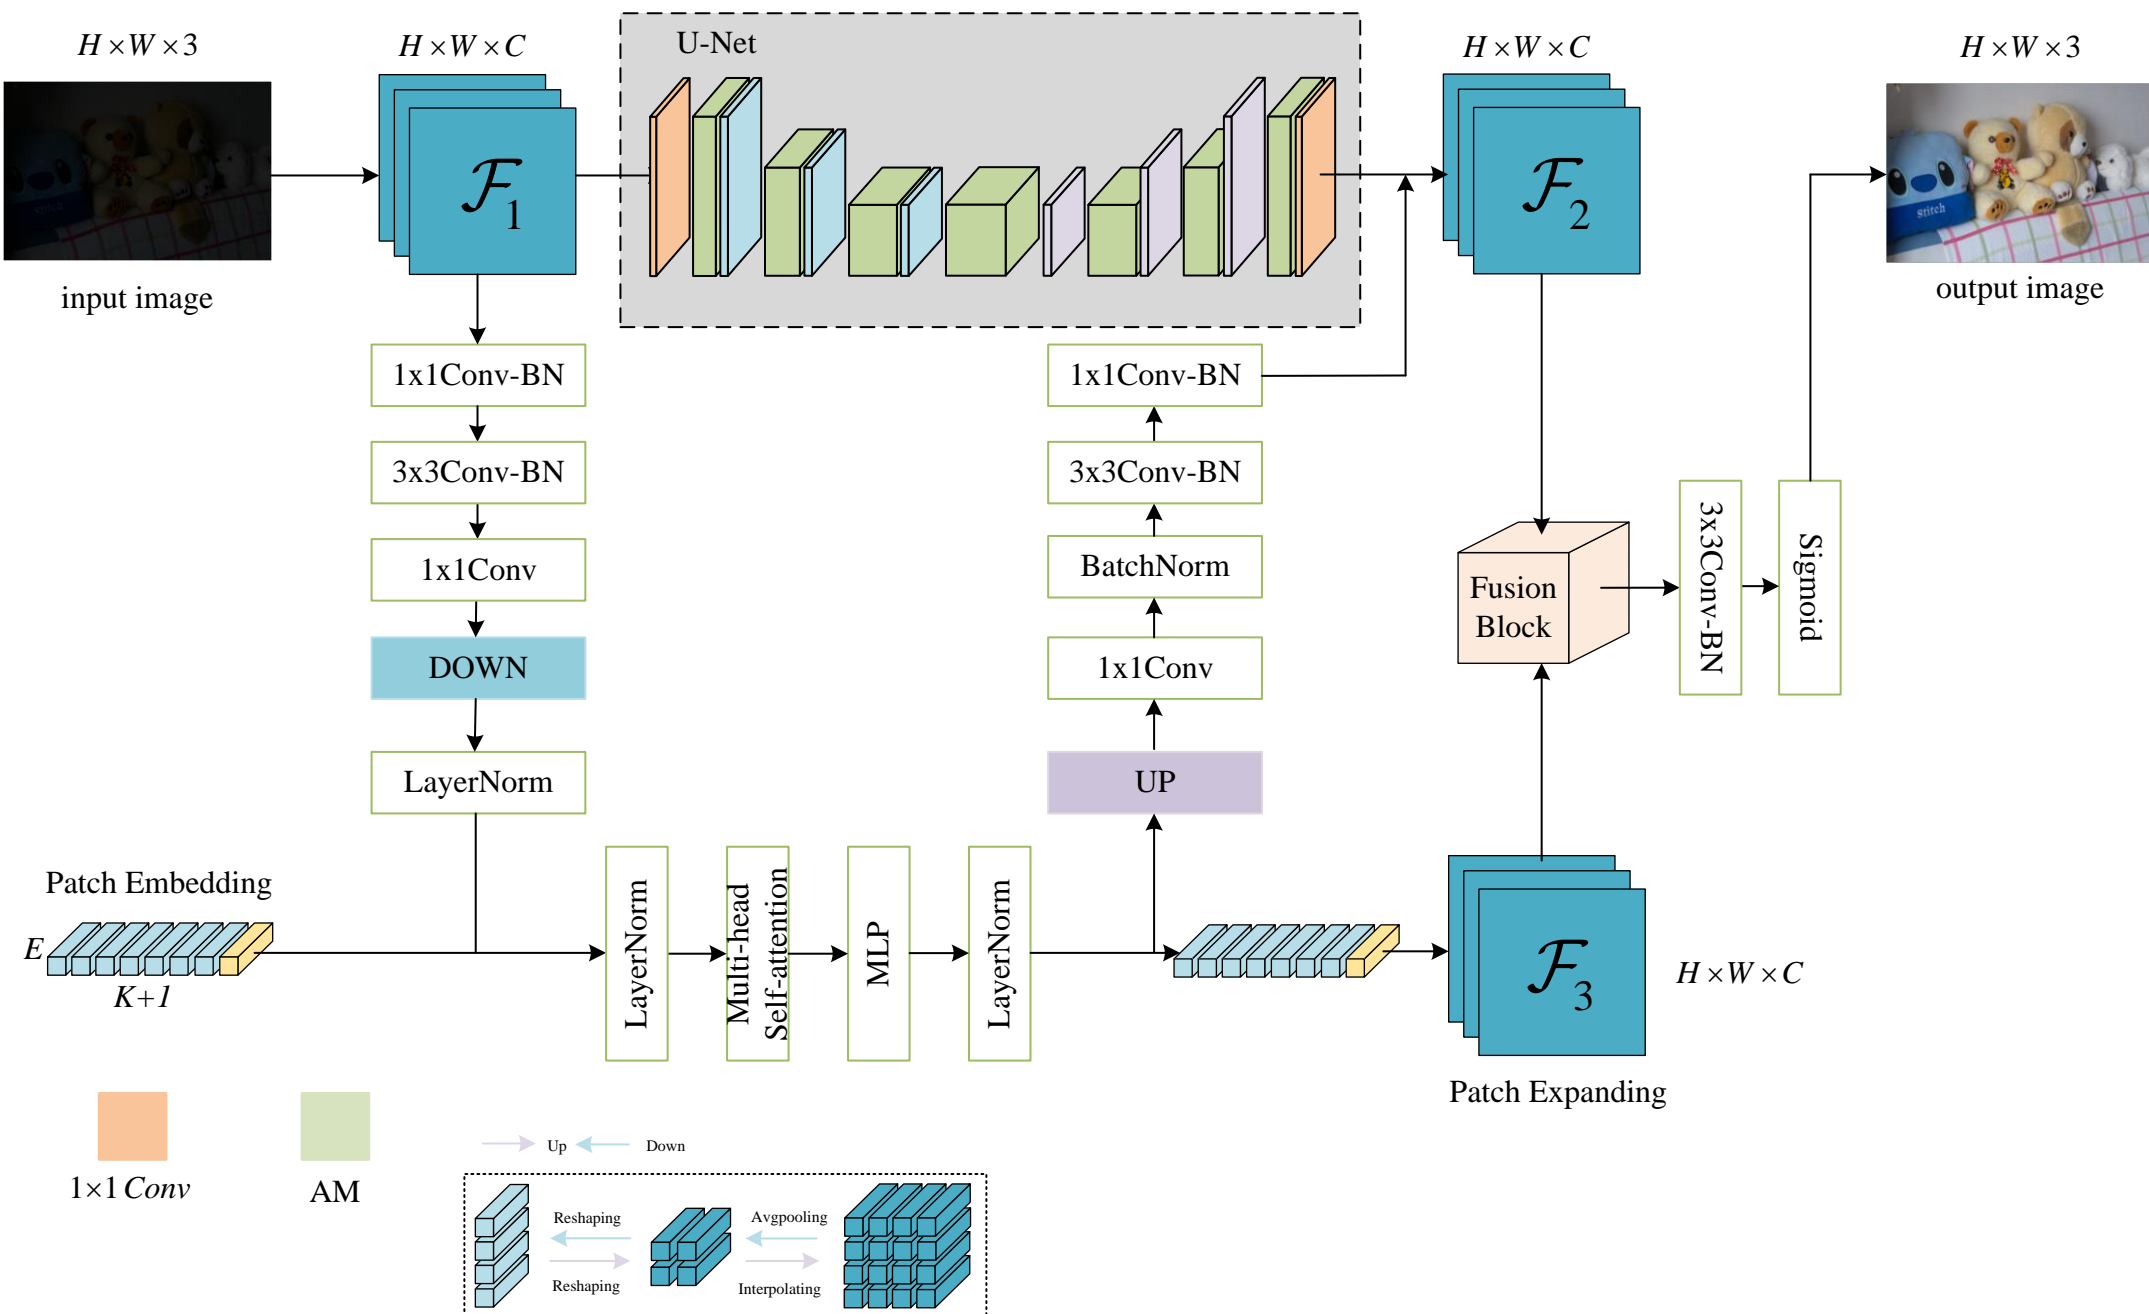 H×W×3
H×W×C
U-Net
H×W×C
H×W×3
F1
F2
stitch
stitch
input image
output image
1x1Conv-BN
3x3Conv-BN
1x1Conv
DOWN
LayerNorm
1x1Conv-BN
3x3Conv-BN
BatchNorm
1x1Conv
UP
Fusion
Block
3x3Conv-BN
Sigmoid
Patch Embedding
E
K+1
LayerNorm
Multi-head
Self-attention
MLP
LayerNorm
F3
H×W×C
Patch Expanding
1×1 Conv
AM
Up
Down
Reshaping
Reshaping
Avgpooling
Interpolating